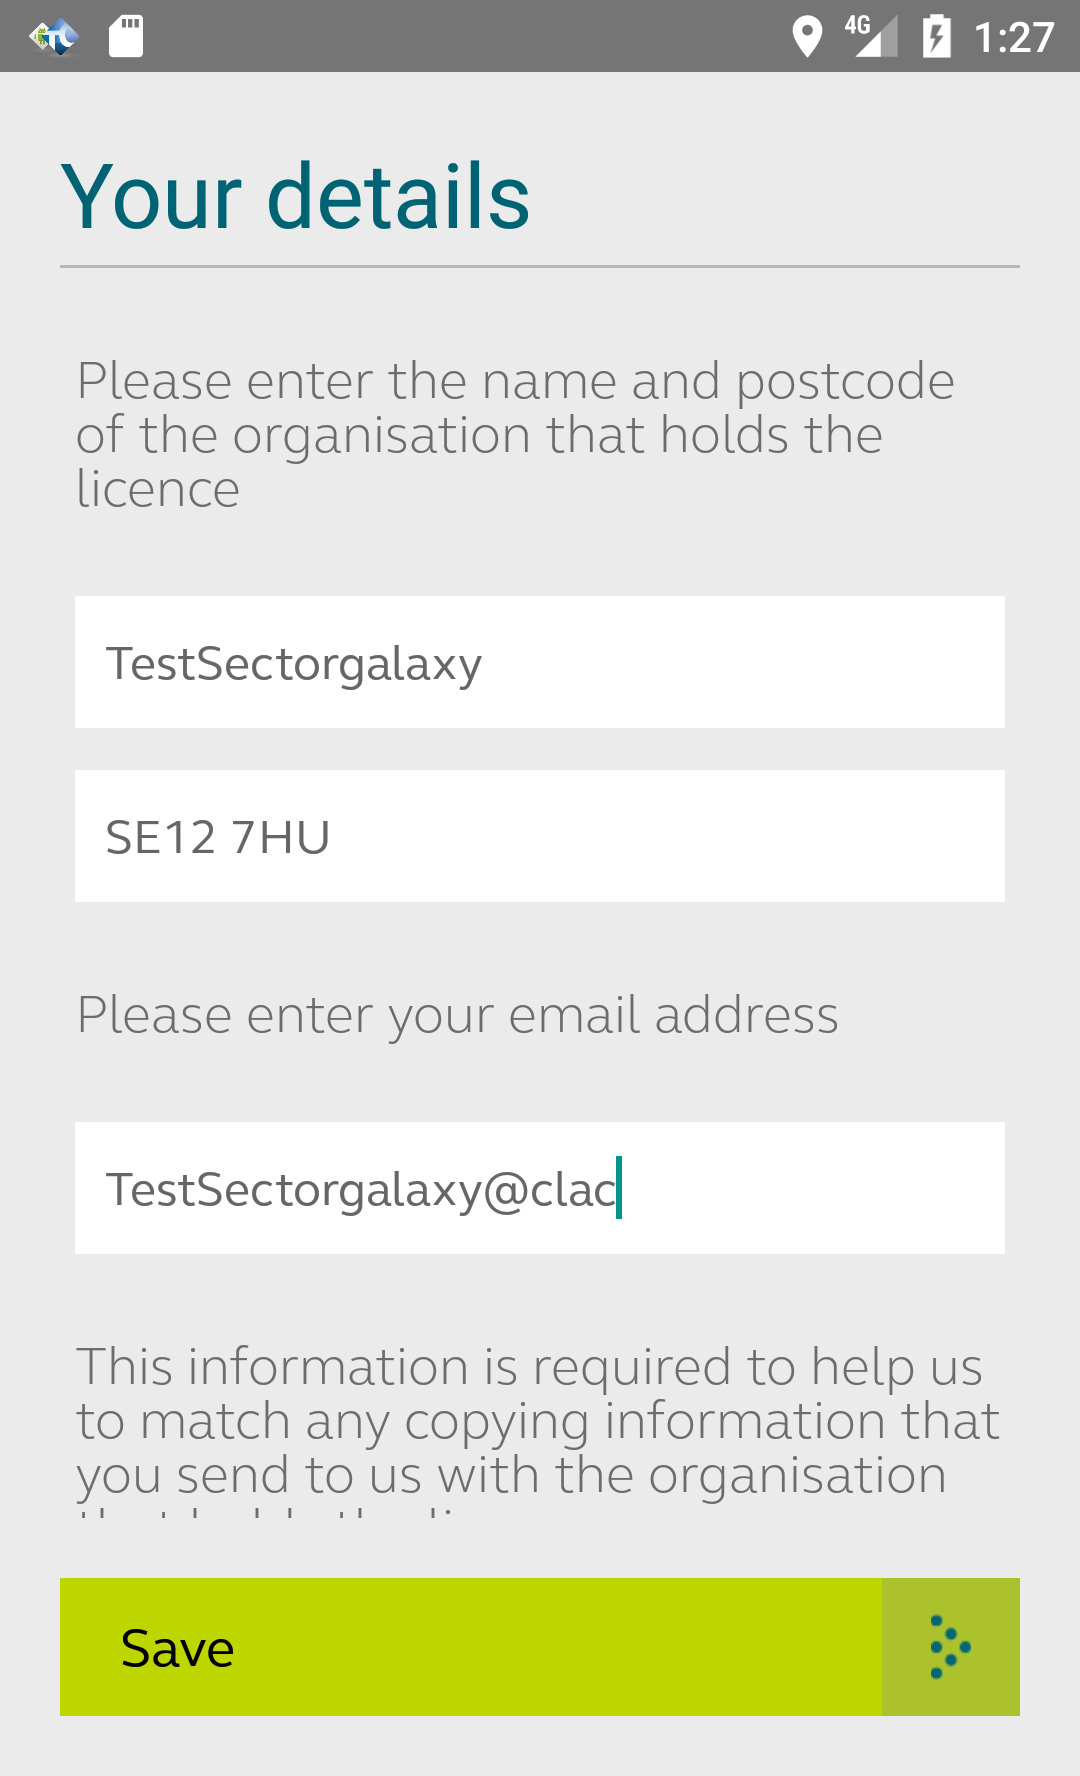 4G 1:27
Your details
Please enter the name and postcode
of the organisation that holds the
licence
TestSectorgalaxy
SE12 7HU
Please enter your email address
TestSectorgalaxy@clac
This information is required to help us
to match any copying information that
you send to us with the organisation
Save